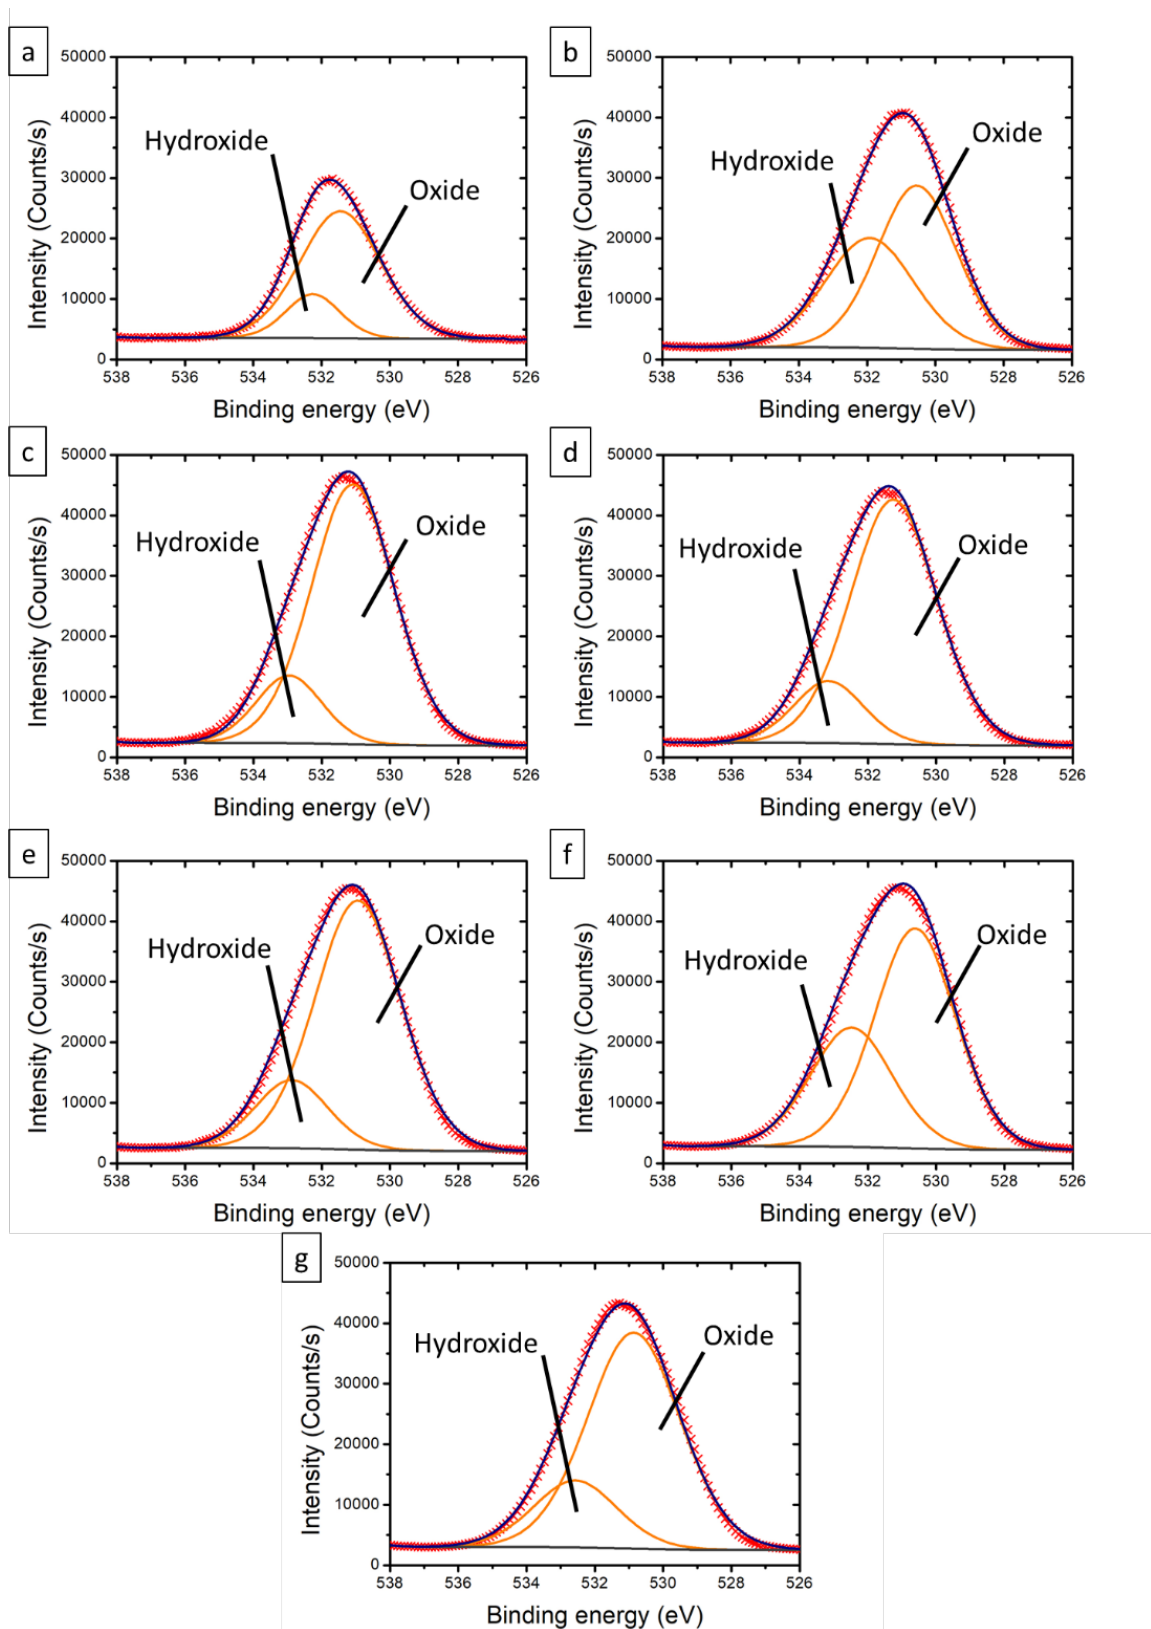 a
50000
40000
30000
20000
10000
0
Intensity (Counts/s)
Hydroxide
Oxide
538 536 534 532 530 528 526
Binding energy (eV)
b
50000
40000
30000
20000
10000
0
Intensity (Counts/s)
Hydroxide
Oxide
538 536 534 532 530 528 526
Binding energy (eV)
c
50000
40000
30000
20000
10000
0
Intensity (Counts/s)
Hydroxide
Oxide
538 536 534 532 530 528 526
Binding energy (eV)
d
50000
40000
30000
20000
10000
0
Intensity (Counts/s)
Hydroxide
Oxide
538 536 534 532 530 528 526
Binding energy (eV)
e
50000
40000
30000
20000
10000
0
Intensity (Counts/s)
Hydroxide
Oxide
538 536 534 532 530 528 526
Binding energy (eV)
f
50000
40000
30000
20000
10000
0
Intensity (Counts/s)
Hydroxide
Oxide
538 536 534 532 530 528 526
Binding energy (eV)
g
50000
40000
30000
20000
10000
0
Intensity (Counts/s)
Hydroxide
Oxide
538 536 534 532 530 528 526
Binding energy (eV)